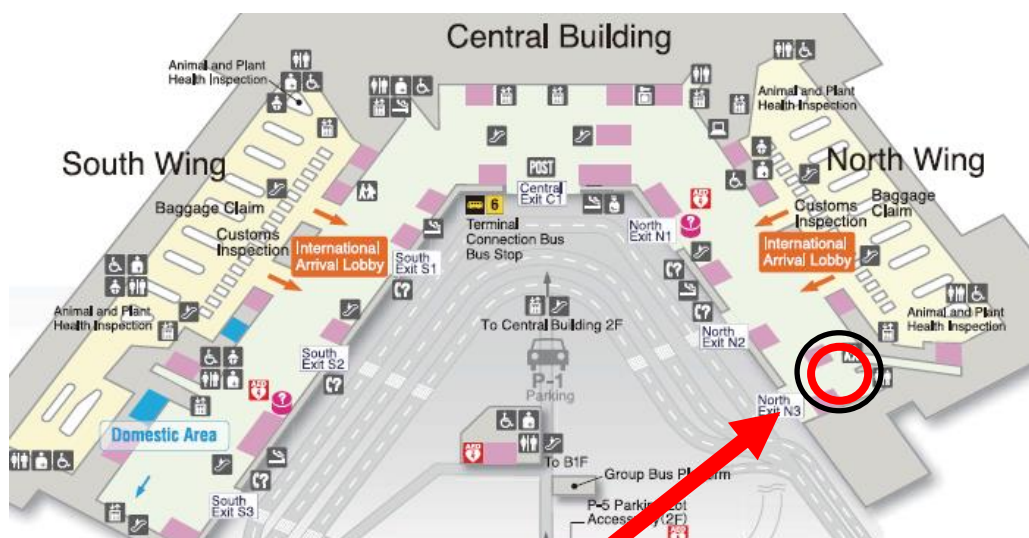 Central Building
Animal and Plant
Health Inspection
South Wing
Baggage Claim
Customs
Inspection
International
Arrival Lobby
South
Exit S1
POST
Central
Exit C1
6
Terminal
Connection Bus
Bus Stop
North
Exit N1
AED
?
Animal and Plant
Health Inspection
North Wing
Baggage
Claim
Customs
Inspection
International
Arrival Lobby
Animal and Plant
Health Inspection
South
Exit S2
To Central Building 2F
P-1
Parking
North
Exit N2
Animal and Plant
Health Inspection
AED
?
Domestic Area
South
Exit S3
AED
To B1F
Group Bus
P-5
(2F)
North
Exit N3